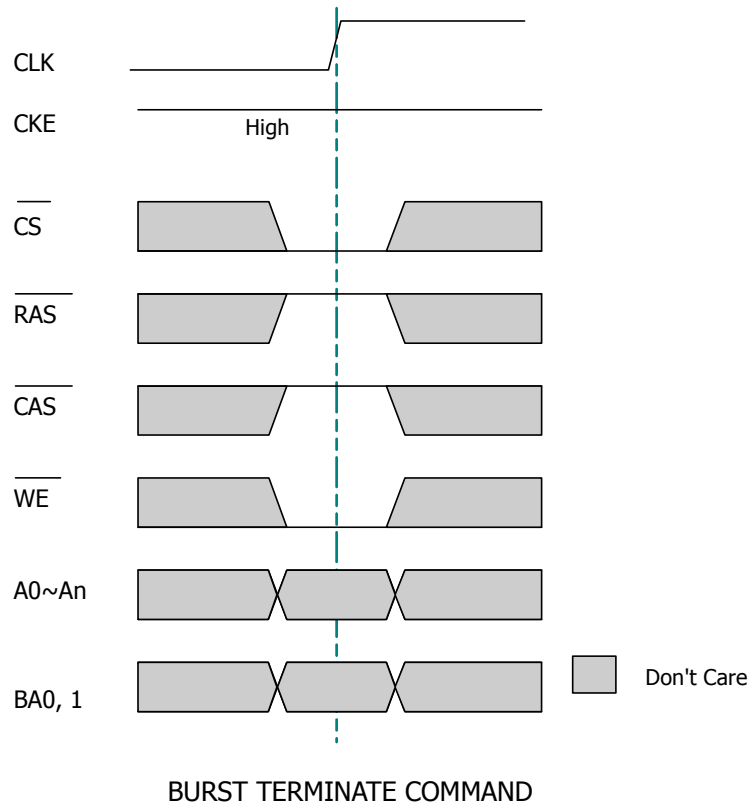 CLK
CKE
High
CS
RAS
CAS
WE
A0~An
BA0, 1
Don't Care
BURST TERMINATE COMMAND